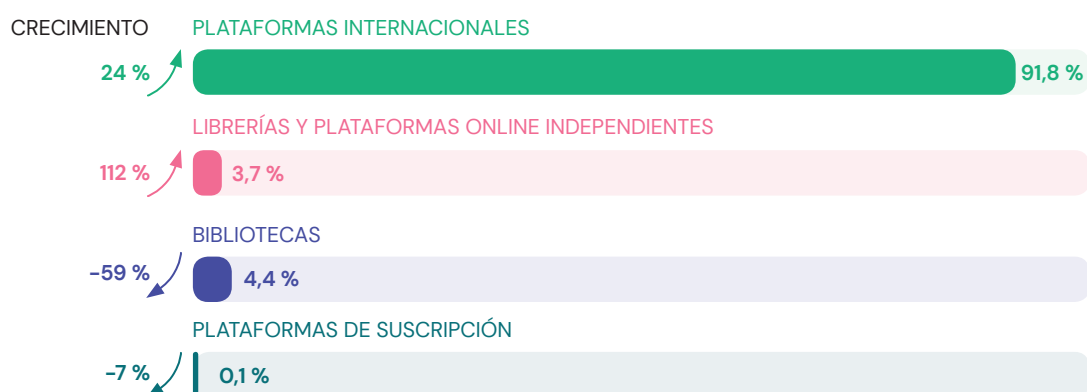 CRECIMIENTO PLATAFORMAS INTERNACIONALES
24 % 91,8 %
LIBRERÍAS Y PLATAFORMAS ONLINE INDEPENDIENTES
112 % 3,7 %
BIBLIOTECAS
-59 % 4,4 %
PLATAFORMAS DE SUSCRIPCIÓN
-7 % 0,1 %